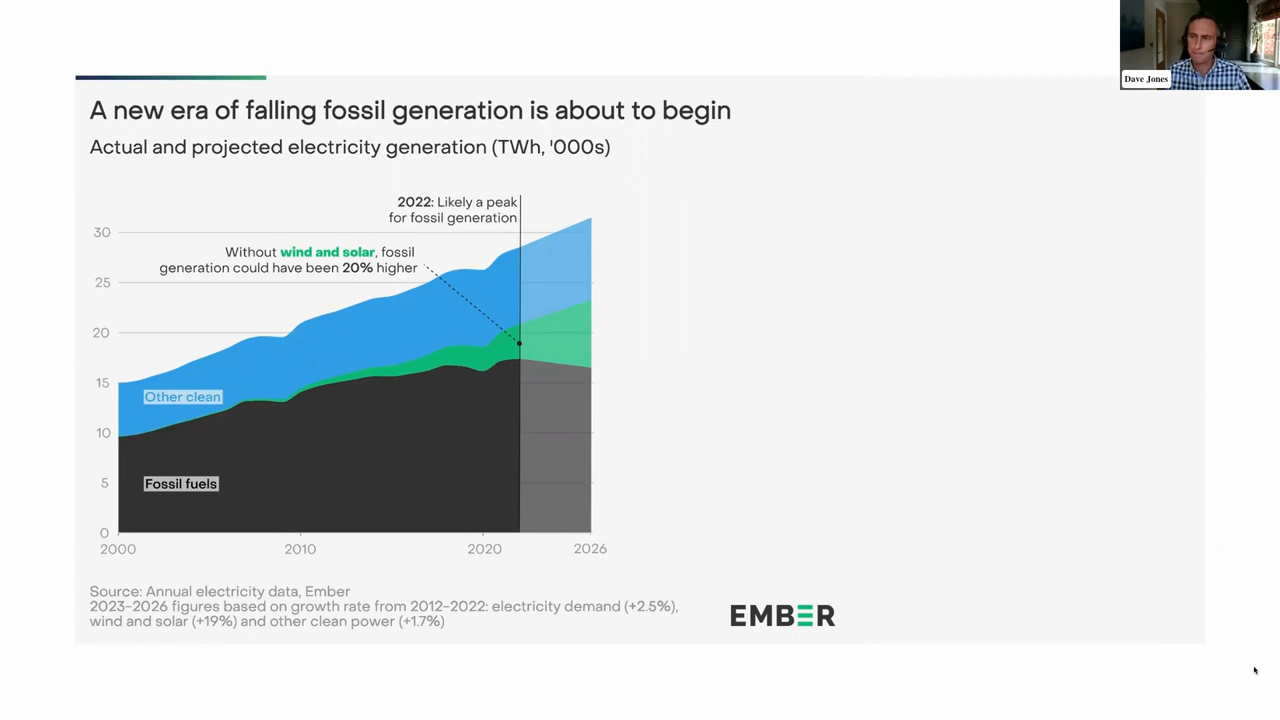 Dave Jones
A new era of falling fossil generation is about to begin
Actual and projected electricity generation (TWh, '000s)
2022: Likely a peak
for fossil generation
Without wind and solar, fossil
generation could have been 20% higher
30
25
20
15
10
5
0
Other clean
Fossil fuels
2000
2010
2020
2026
Source: Annual electricity data, Ember
2023-2026 figures based on growth rate from 2012-2022: electricity demand (+2.5%),
wind and solar (+19%) and other clean power (+1.7%)
EMBER